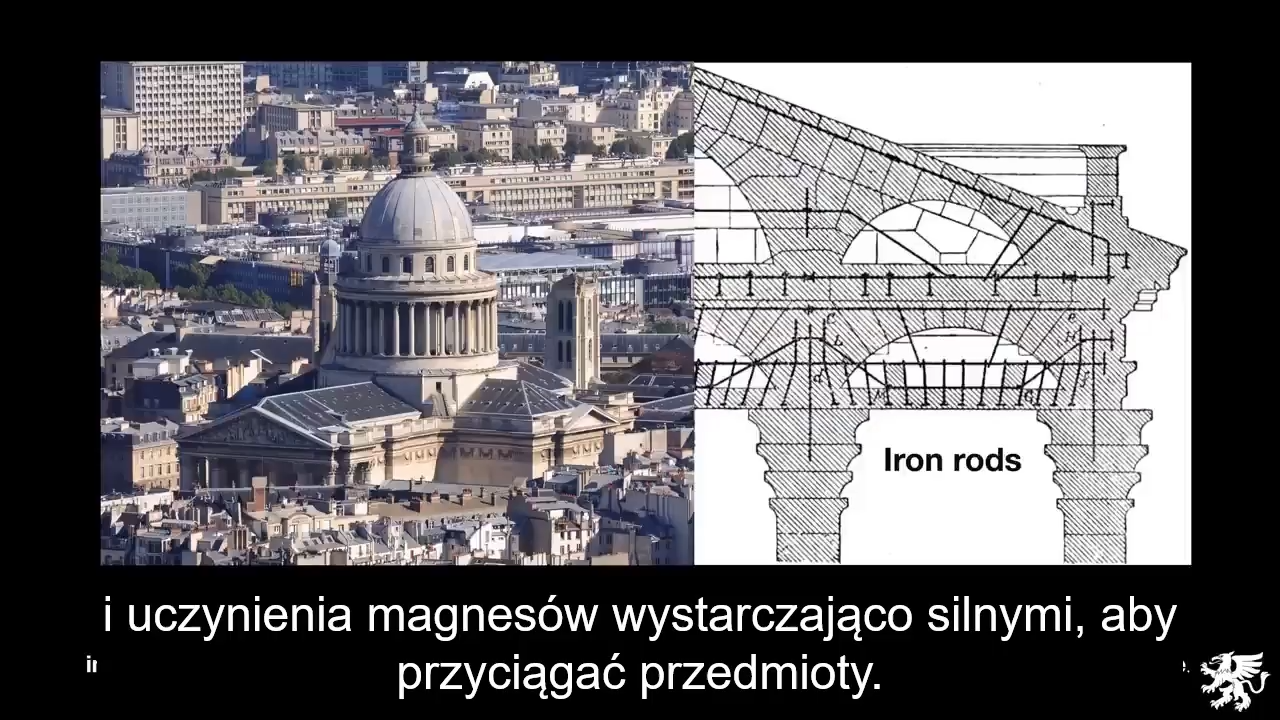 Iron rods
i uczynienia magnesów wystarczająco silnymi, aby
przyciągać przedmioty.